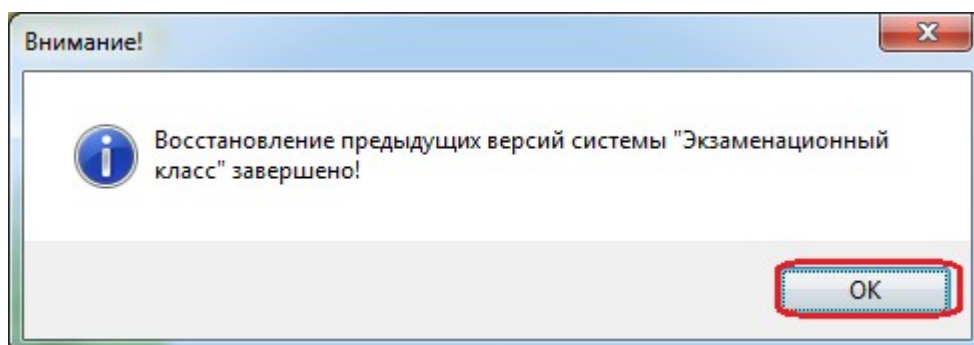 Внимание!
Восстановление предыдущих версий системы "Экзаменационный
класс" завершено!
OK